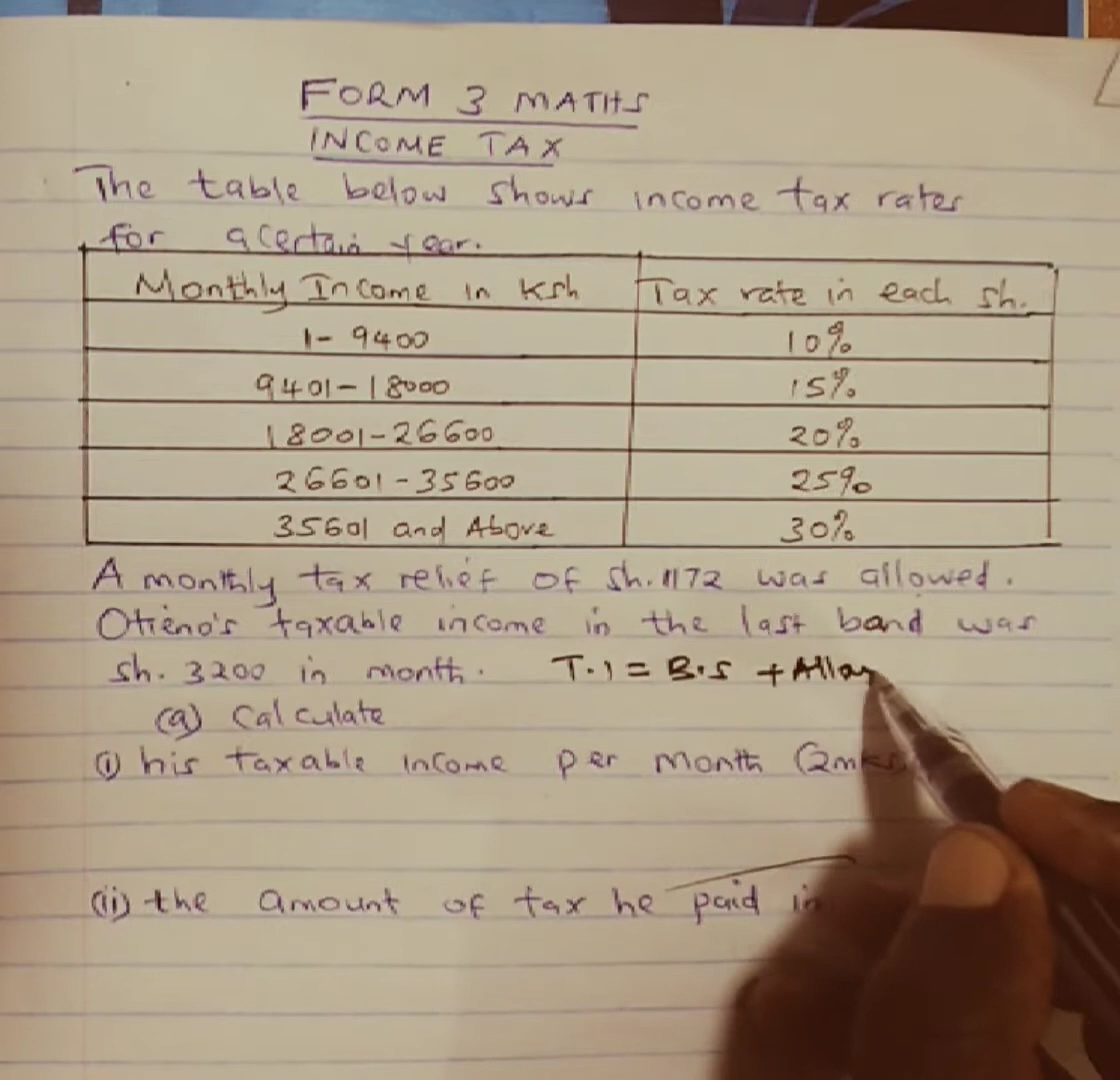 FORM 3 MATHS
INCOME TAX
The table below shows income tax rates
for a certain year.
Monthly Income in Ksh Tax rate in each sh.
1- 9400 10%
9401-18000 15%
18001-26600 20%
26601-35600 25%
35601 and Above 30%
A monthly tax relief of sh.1172 was allowed.
Otieno's taxable income in the last band was
sh. 3200 in month. T.I = B.S + Allow
(a) Calculate
(i) his taxable income per month (2mks
(ii) the amount of tax he paid in